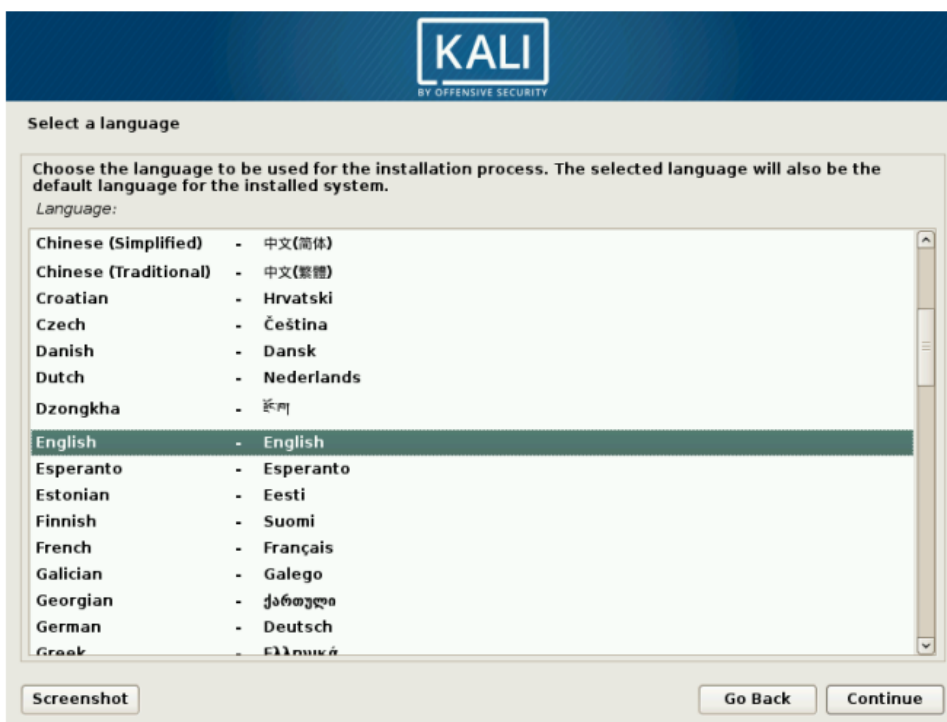 KALI
BY OFFENSIVE SECURITY
Select a language
Choose the language to be used for the installation process. The selected language will also be the
default language for the installed system.
Language:
Chinese (Simplified) - 中文(简体)
Chinese (Traditional) - 中文(繁體)
Croatian - Hrvatski
Czech - Čeština
Danish - Dansk
Dutch - Nederlands
Dzongkha - རྫོང་ཁ།
English - English
Esperanto - Esperanto
Estonian - Eesti
Finnish - Suomi
French - Français
Galician - Galego
Georgian - ქართული
German - Deutsch
Greek - Ελληνικά
Screenshot Go Back Continue